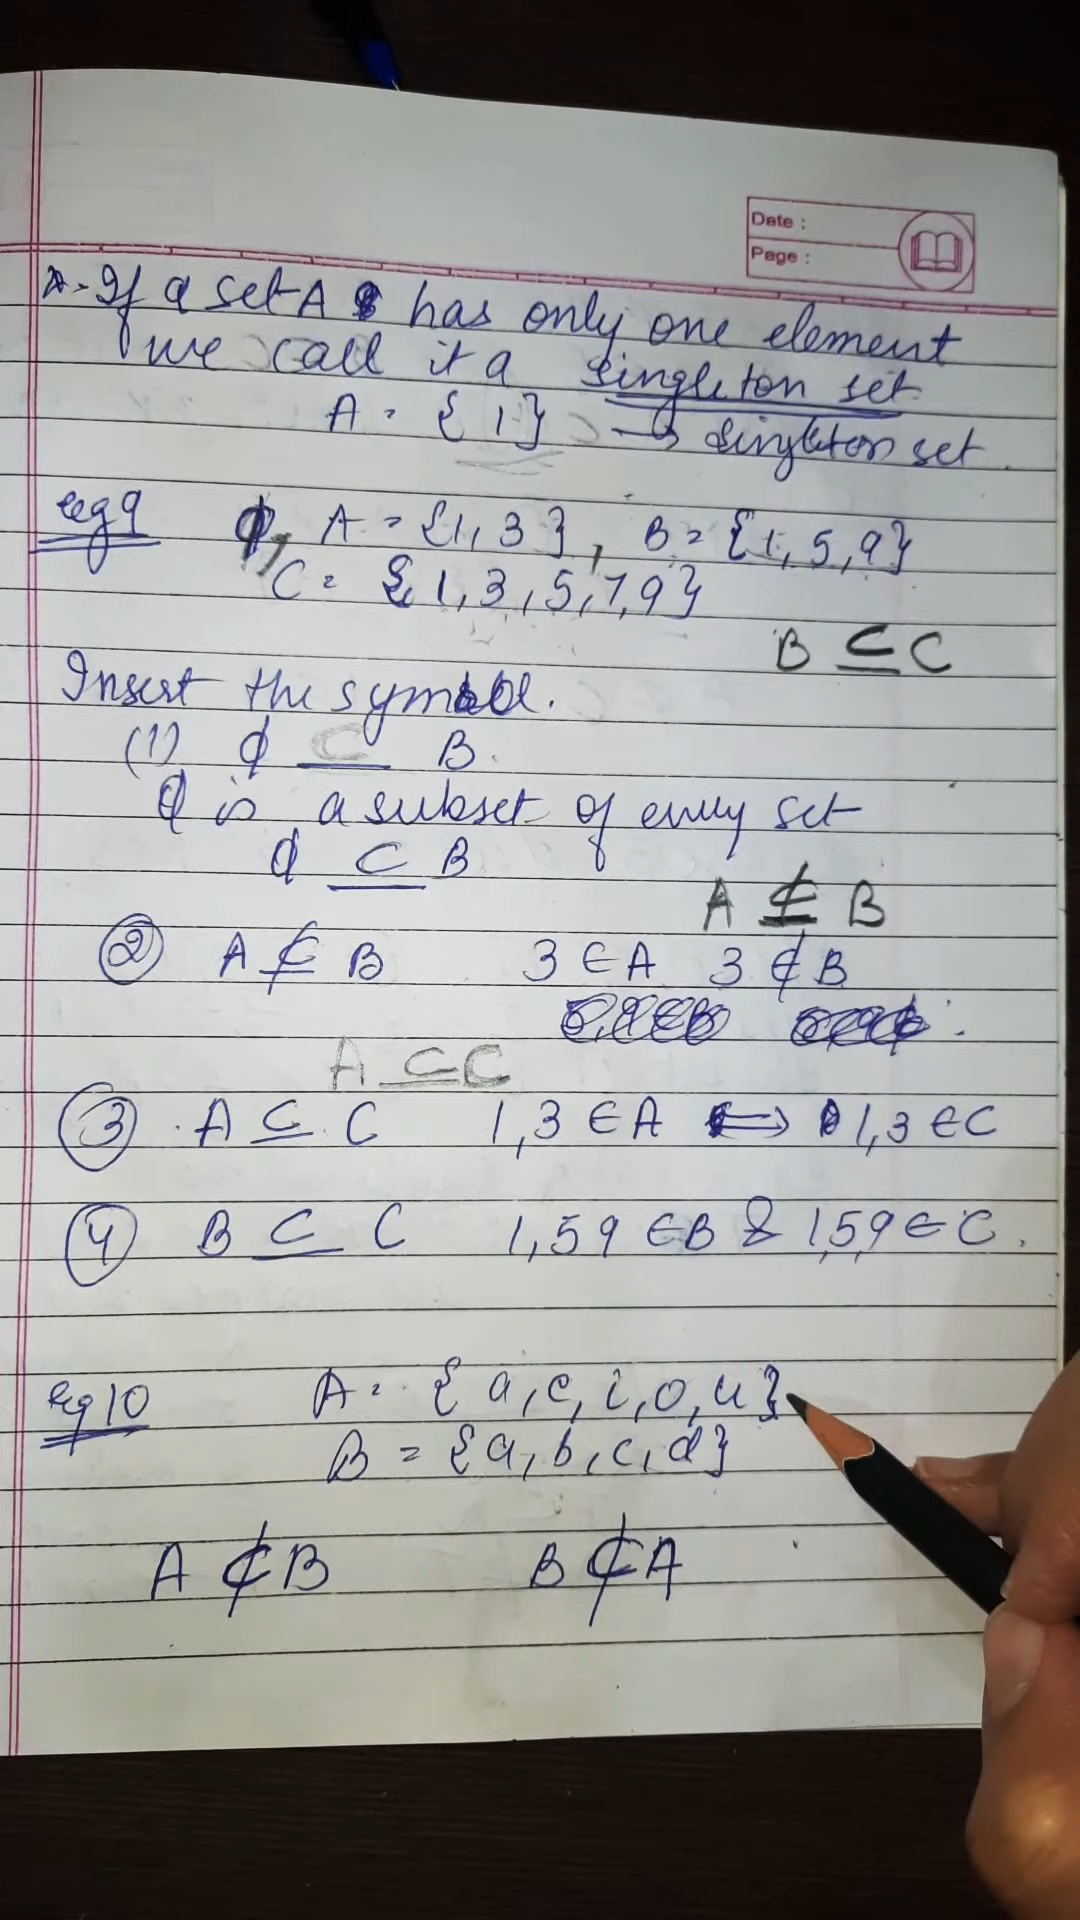 Date :
Page :
*. If a set A has only one element
we call it a singleton set.
A = { 1 } → singleton set.
eg 9 ϕ, A = {1, 3 }, B = {1, 5, 9}
C = { 1, 3, 5, 7, 9}
B ⊆ C
Insert the symbol.
(1) ϕ ⊂ B.
ϕ is a subset of every set
ϕ ⊂ B
A ⊄ B
② A ⊄ B 3 ∈ A 3 ∉ B
A ⊂ C
③ A ⊂ C 1, 3 ∈ A ⟺ 1, 3 ∈ C
④ B ⊂ C 1, 5 9 ∈ B & 1,5,9 ∈ C.
eg 10 A = { a, e, i, o, u}
B = {a, b, c, d}
A ⊄ B B ⊄ A